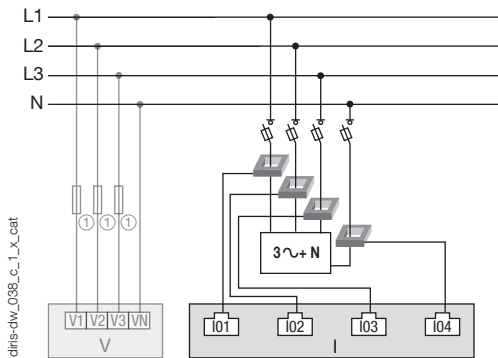 L1
L2
L3
N
1 1 1
3 ∿ + N
V1 V2 V3 VN
V
I01 I02 I03 I04
I
diris-dw_038_c_1_x_cat